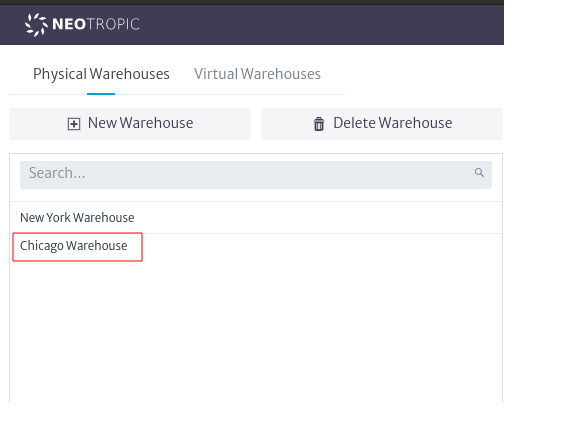 NEOTROPIC
Physical Warehouses Virtual Warehouses
New Warehouse Delete Warehouse
Search...
New York Warehouse
Chicago Warehouse